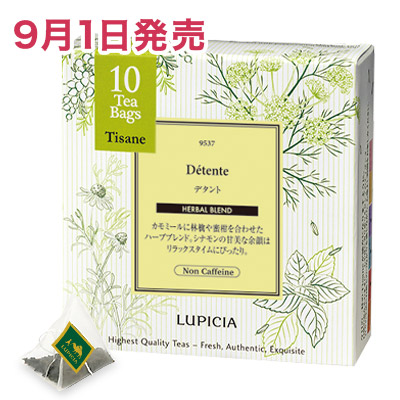 9月1日発売
10
Tea
Bags
Tisane
9537
Détente
デタント
HERBAL BLEND
カモミールに林檎や蜜柑を合わせた
ハーブブレンド。シナモンの甘美な余韻は
リラックスタイムにぴったり。
Non Caffeine
LUPICIA
Highest Quality Teas – Fresh, Authentic, Exquisite
LUPICIA